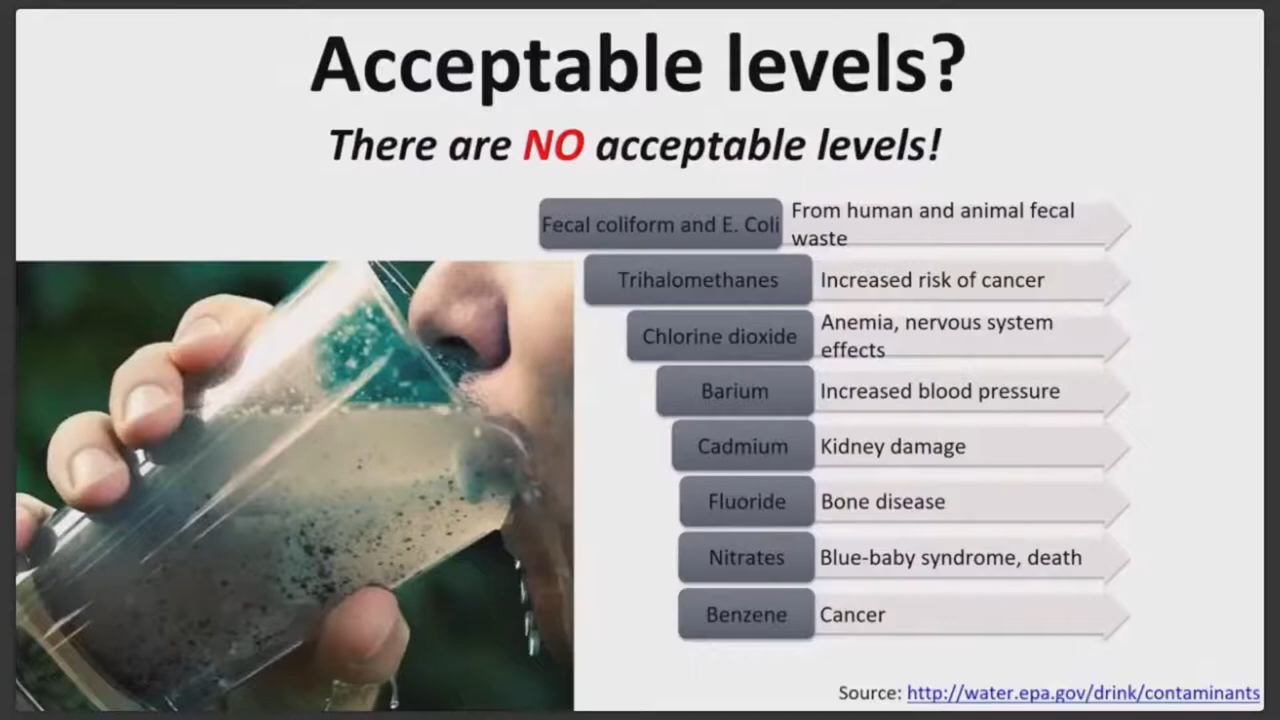 Acceptable levels?
There are NO acceptable levels!
Fecal coliform and E. Coli
From human and animal fecal
waste
Trihalomethanes
Increased risk of cancer
Chlorine dioxide
Anemia, nervous system
effects
Barium
Increased blood pressure
Cadmium
Kidney damage
Fluoride
Bone disease
Nitrates
Blue-baby syndrome, death
Benzene
Cancer
Source: http://water.epa.gov/drink/contaminants